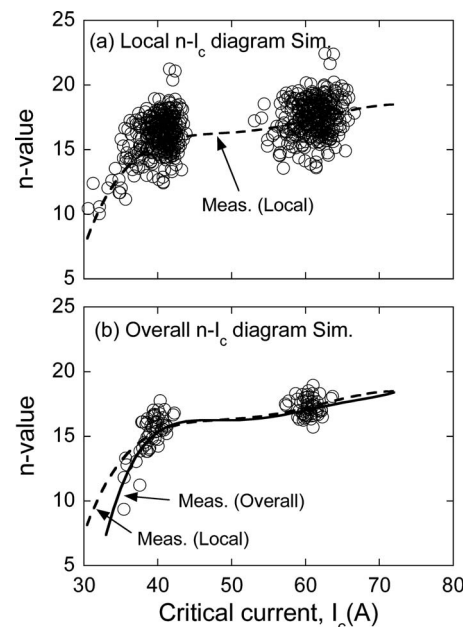 (a) Local n-Ic diagram Sim.
25
20
15
10
5
n-value
Meas. (Local)
(b) Overall n-Ic diagram Sim.
25
20
15
10
5
n-value
Meas. (Overall)
Meas. (Local)
30 40 50 60 70 80
Critical current, Ic(A)